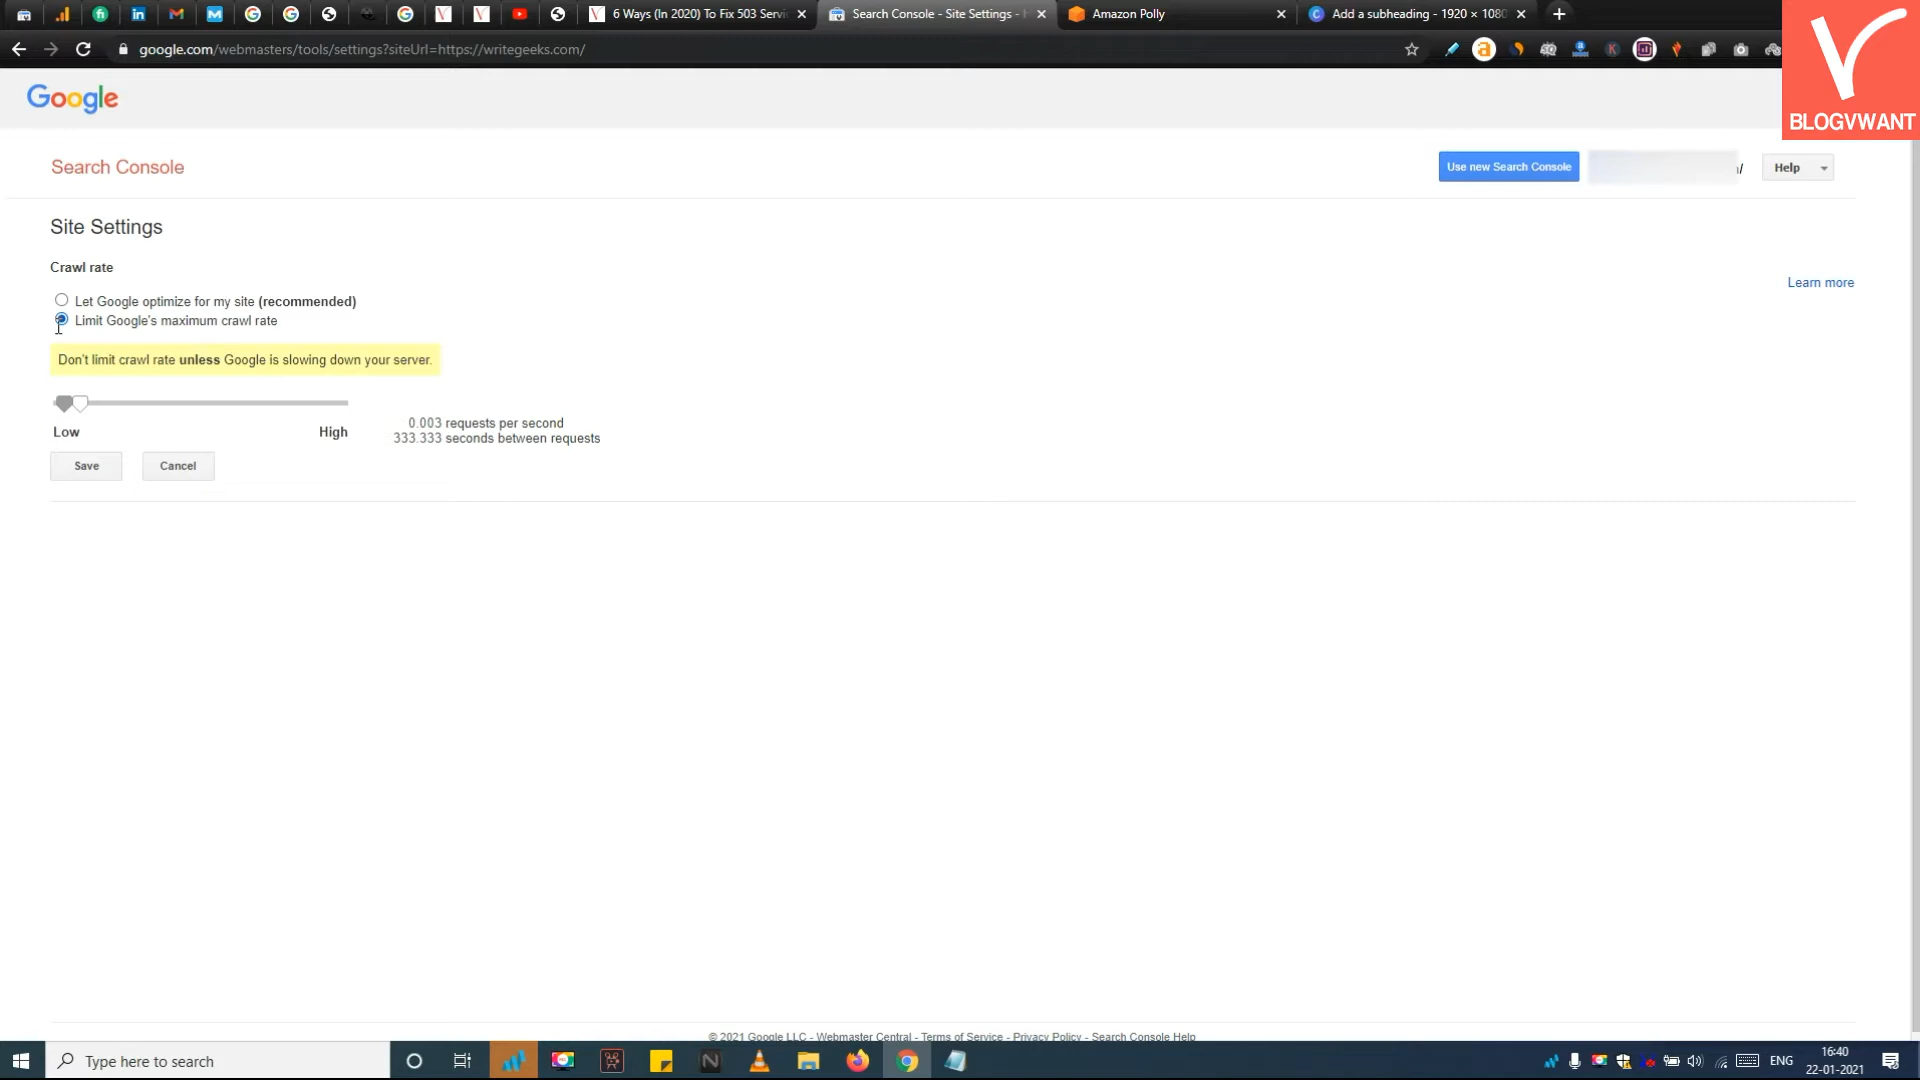 6 Ways (In 2020) To Fix 503 Servi
Search Console - Site Settings -
Amazon Polly
Add a subheading - 1920 × 1080
google.com/webmasters/tools/settings?siteUrl=https://writegeeks.com/
BLOGVWANT
Google
Search Console
Use new Search Console
/
Help
Site Settings
Crawl rate
Learn more
Let Google optimize for my site (recommended)
Limit Google's maximum crawl rate
Don't limit crawl rate unless Google is slowing down your server.
0.003 requests per second
333.333 seconds between requests
Low
High
Save
Cancel
© 2021 Google LLC - Webmaster Central - Terms of Service - Privacy Policy - Search Console Help
Type here to search
ENG
16:40
22-01-2021